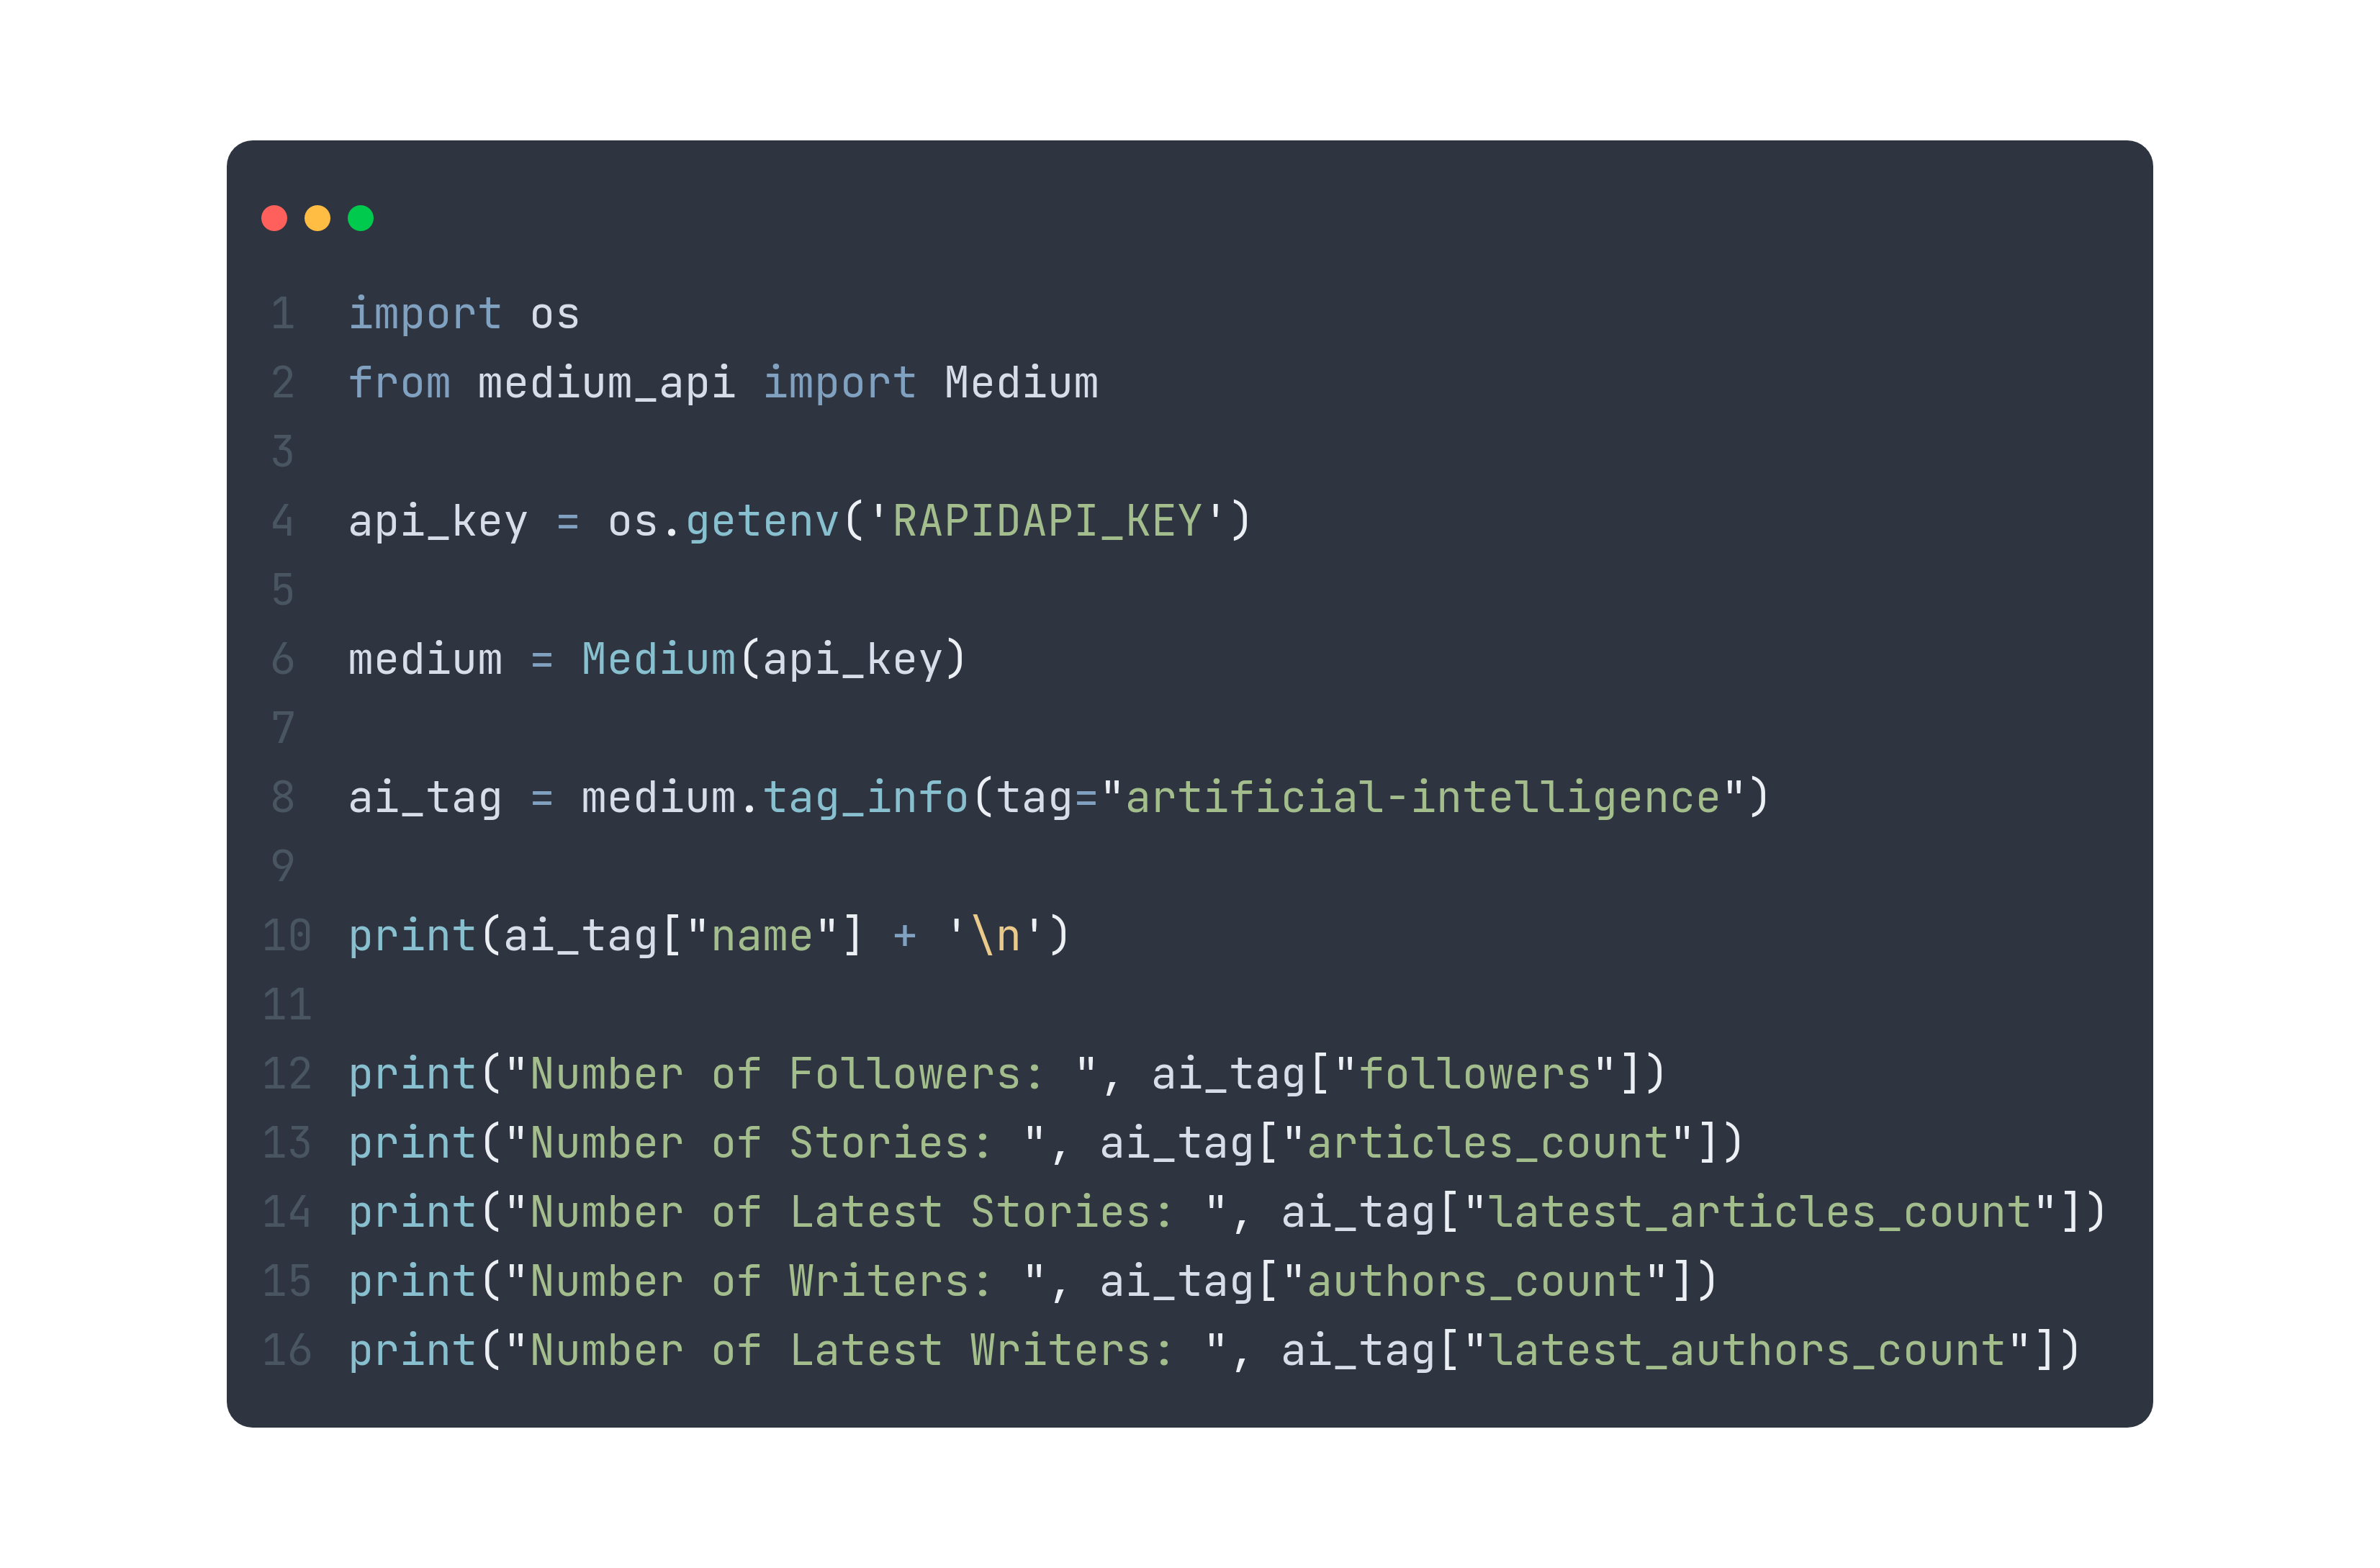 1 import os
2 from medium_api import Medium
3
4 api_key = os.getenv('RAPIDAPI_KEY')
5
6 medium = Medium(api_key)
7
8 ai_tag = medium.tag_info(tag="artificial-intelligence")
9
10 print(ai_tag["name"] + '\n')
11
12 print("Number of Followers: ", ai_tag["followers"])
13 print("Number of Stories: ", ai_tag["articles_count"])
14 print("Number of Latest Stories: ", ai_tag["latest_articles_count"])
15 print("Number of Writers: ", ai_tag["authors_count"])
16 print("Number of Latest Writers: ", ai_tag["latest_authors_count"])